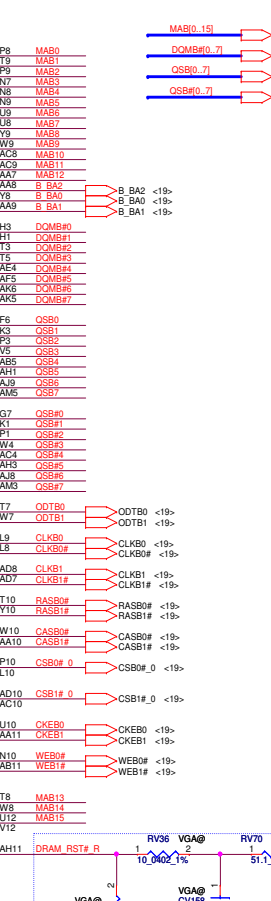 MAB[0..15]
DQMB#[0..7]
QSB[0..7]
QSB#[0..7]
P8 MAB0
T9 MAB1
P9 MAB2
N7 MAB3
N8 MAB4
N9 MAB5
U9 MAB6
U8 MAB7
Y9 MAB8
W9 MAB9
AC8 MAB10
AC9 MAB11
AA7 MAB12
AA8 B_BA2 B_BA2 <19>
Y8 B_BA0 B_BA0 <19>
AA9 B_BA1 B_BA1 <19>
H3 DQMB#0
H1 DQMB#1
T3 DQMB#2
T5 DQMB#3
AE4 DQMB#4
AF5 DQMB#5
AK6 DQMB#6
AK5 DQMB#7
F6 QSB0
K3 QSB1
P3 QSB2
V5 QSB3
AB5 QSB4
AH1 QSB5
AJ9 QSB6
AM5 QSB7
G7 QSB#0
K1 QSB#1
P1 QSB#2
W4 QSB#3
AC4 QSB#4
AH3 QSB#5
AJ8 QSB#6
AM3 QSB#7
T7 ODTB0 ODTB0 <19>
W7 ODTB1 ODTB1 <19>
L9 CLKB0 CLKB0 <19>
L8 CLKB0# CLKB0# <19>
AD8 CLKB1 CLKB1 <19>
AD7 CLKB1# CLKB1# <19>
T10 RASB0# RASB0# <19>
Y10 RASB1# RASB1# <19>
W10 CASB0# CASB0# <19>
AA10 CASB1# CASB1# <19>
P10 CSB0#_0 CSB0#_0 <19>
L10
AD10 CSB1#_0 CSB1#_0 <19>
AC10
U10 CKEB0 CKEB0 <19>
AA11 CKEB1 CKEB1 <19>
N10 WEB0# WEB0# <19>
AB11 WEB1# WEB1# <19>
T8 MAB13
W8 MAB14
U12 MAB15
V12
RV36 VGA@ RV70
AH11 DRAM_RST#_R 1 2 1
10_0402_1% 51.1_
2 1
VGA@ VGA@
CV158